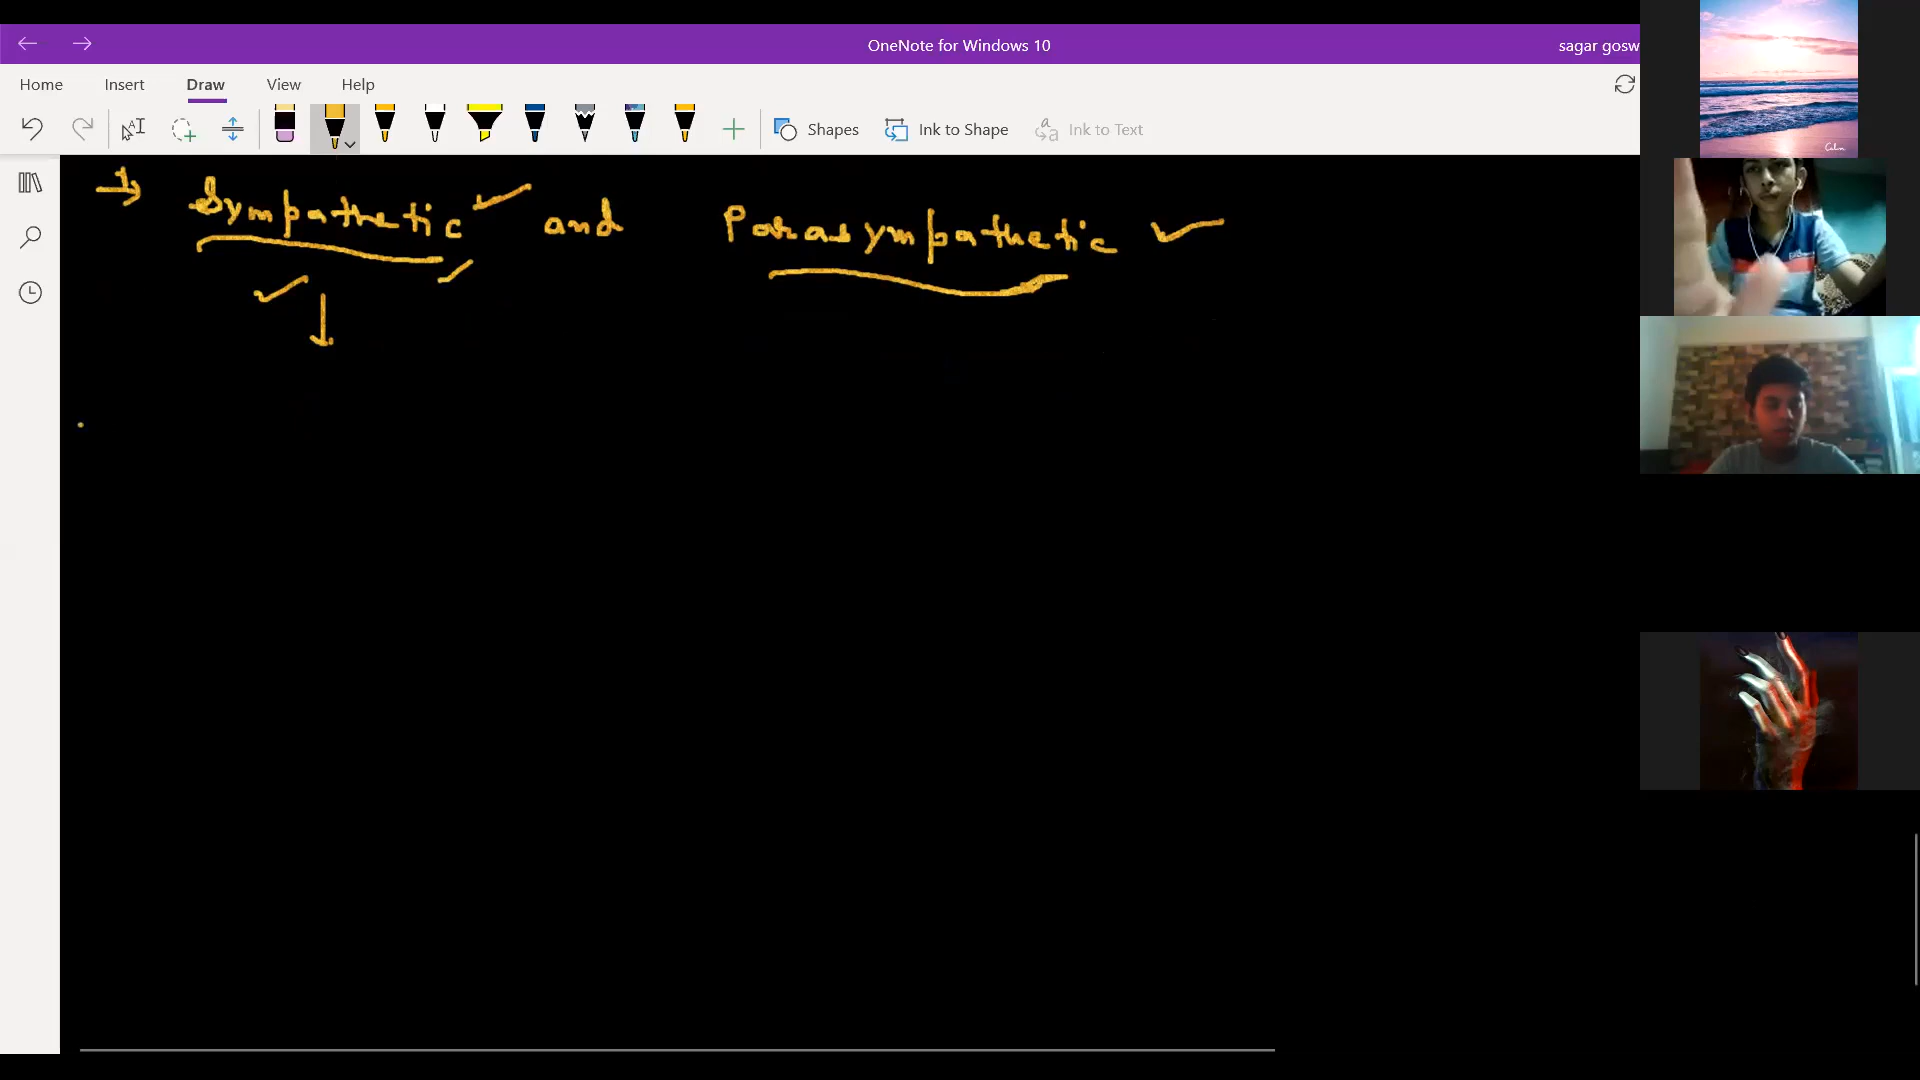 OneNote for Windows 10
sagar gosw
Home Insert Draw View Help
Shapes Ink to Shape Ink to Text
Sympathetic and Parasympathetic
Calm